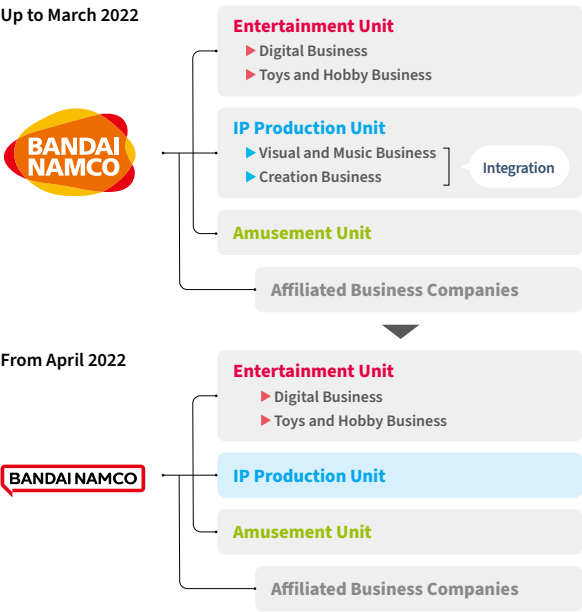 Up to March 2022
Entertainment Unit
Digital Business
Toys and Hobby Business
BANDAI
NAMCO
IP Production Unit
Visual and Music Business
Creation Business
Integration
Amusement Unit
Affiliated Business Companies
From April 2022
Entertainment Unit
Digital Business
Toys and Hobby Business
BANDAI NAMCO
IP Production Unit
Amusement Unit
Affiliated Business Companies